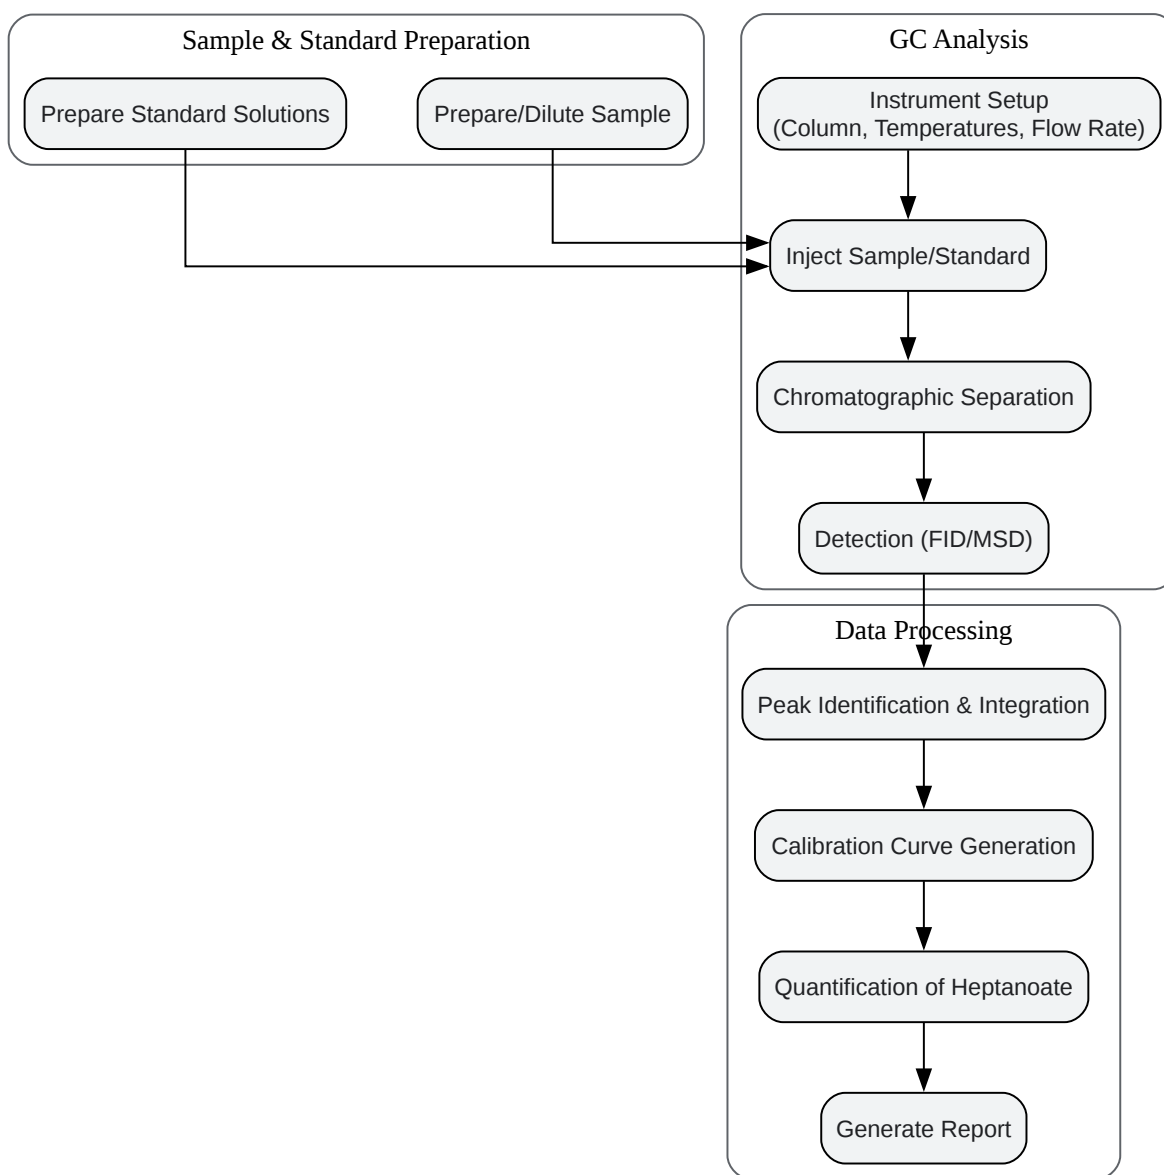 Sample & Standard Preparation
Prepare Standard Solutions
Prepare/Dilute Sample
GC Analysis
Instrument Setup
(Column, Temperatures, Flow Rate)
Inject Sample/Standard
Chromatographic Separation
Detection (FID/MSD)
Data Processing
Peak Identification & Integration
Calibration Curve Generation
Quantification of Heptanoate
Generate Report